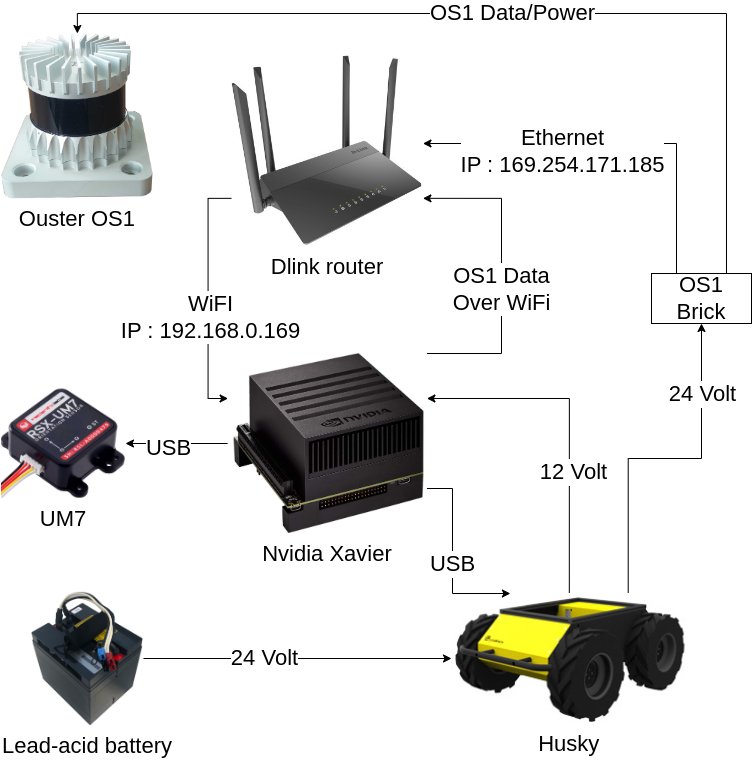 OS1 Data/Power
Ethernet
IP : 169.254.171.185
Ouster OS1
Dlink router
OS1 Data
Over WiFi
OS1
Brick
WiFI
IP : 192.168.0.169
24 Volt
NVIDIA
RSX-UM7
USB
12 Volt
UM7
Nvidia Xavier
USB
24 Volt
Lead-acid battery
Husky